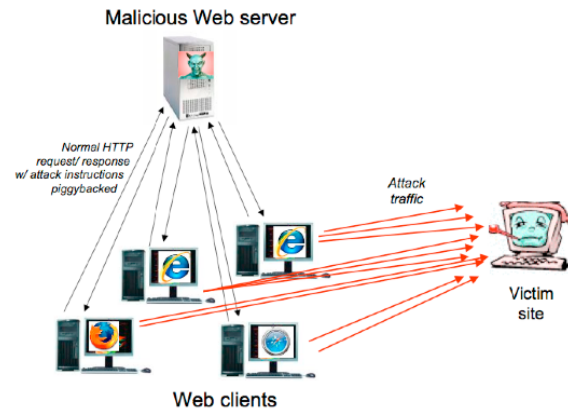 Malicious Web server
Normal HTTP
request/ response
w/ attack instructions
piggybacked
Attack
traffic
Victim
site
Web clients